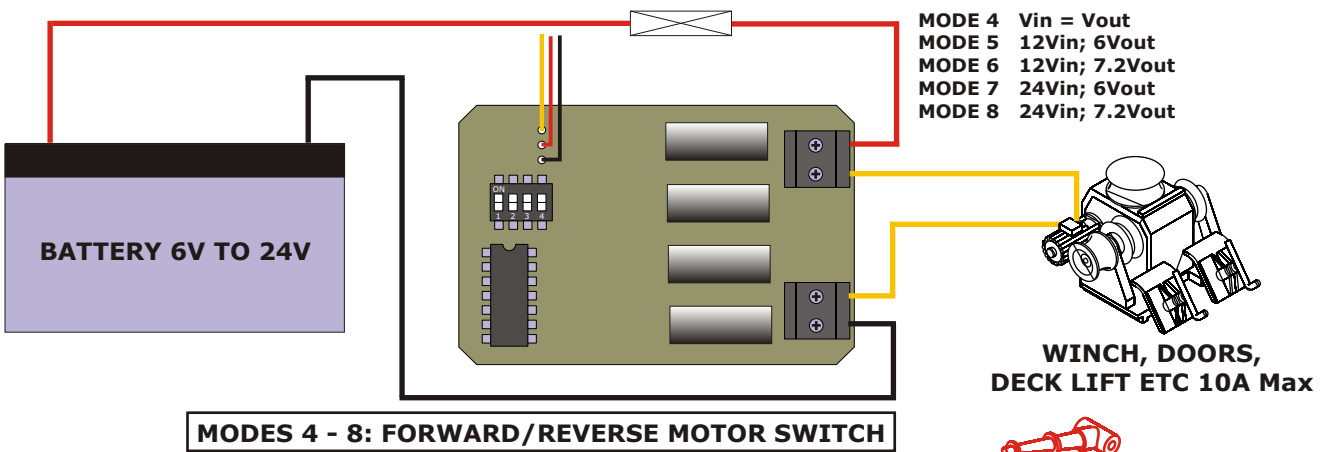 MODE 4 Vin = Vout
MODE 5 12Vin; 6Vout
MODE 6 12Vin; 7.2Vout
MODE 7 24Vin; 6Vout
MODE 8 24Vin; 7.2Vout
ON
1 2 3 4
BATTERY 6V TO 24V
WINCH, DOORS,
DECK LIFT ETC 10A Max
MODES 4 - 8: FORWARD/REVERSE MOTOR SWITCH